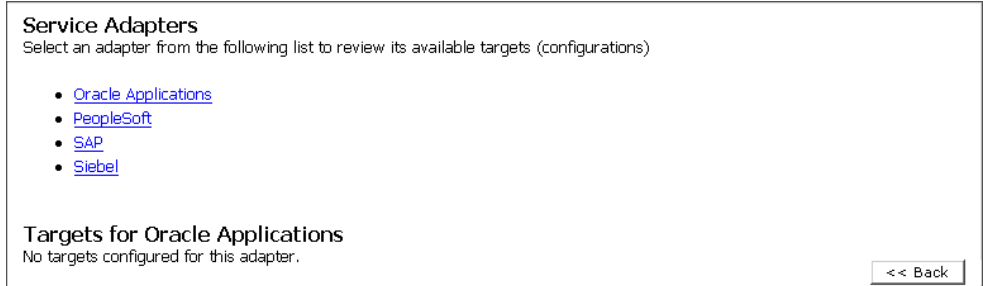 Service Adapters
Select an adapter from the following list to review its available targets (configurations)
• Oracle Applications
• PeopleSoft
• SAP
• Siebel
Targets for Oracle Applications
No targets configured for this adapter.
<< Back